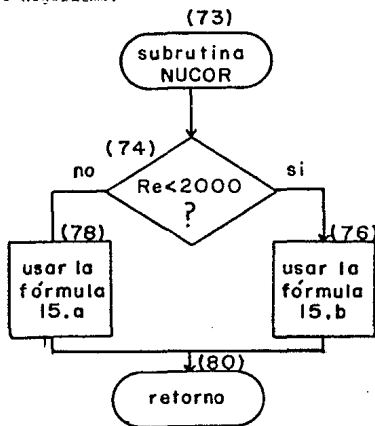 (73)
subrutina
NUCOR
(74)
no
si
Re<2000
?
(78)
(76)
usar la
fórmula
15.a
usar la
fórmula
15.b
(80)
retorno